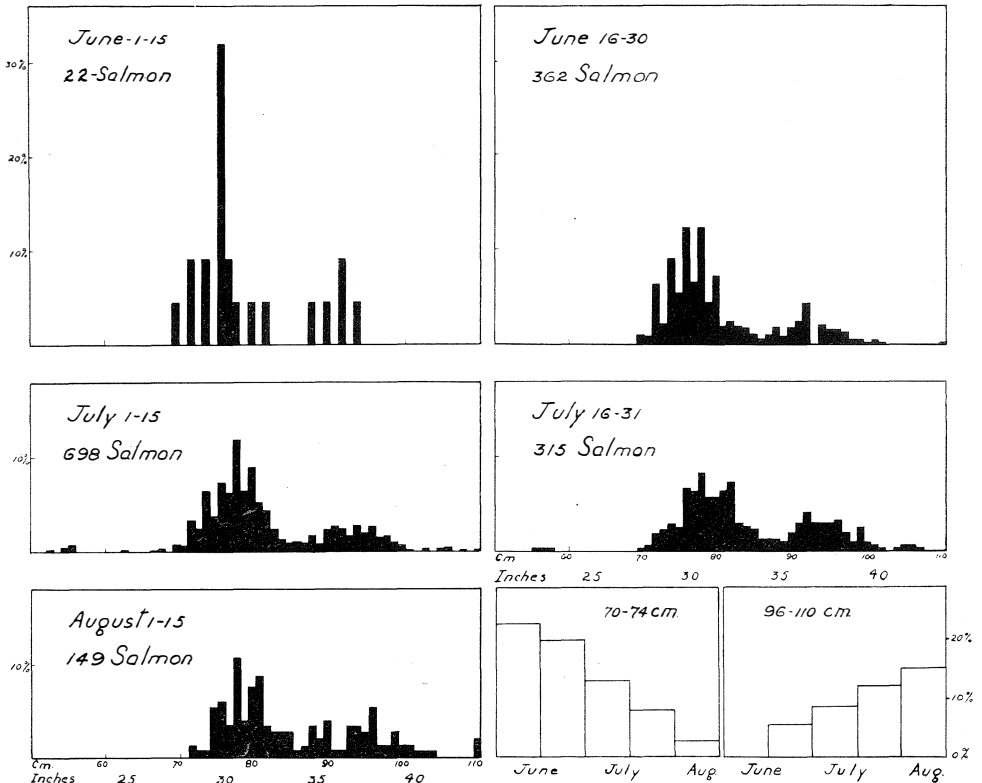 June-1-15
22-Salmon
30%
20%
10%
June 16-30
362 Salmon
July 1-15
698 Salmon
10%
July 16-31
315 Salmon
Cm. 60 70 80 90 100 110
Inches 25 30 35 40
August 1-15
149 Salmon
10%
Cm. 60 70 80 90 100 110
Inches 25 30 35 40
70-74 cm.
June July Aug.
96-110 cm.
20%
10%
0%
June July Aug.